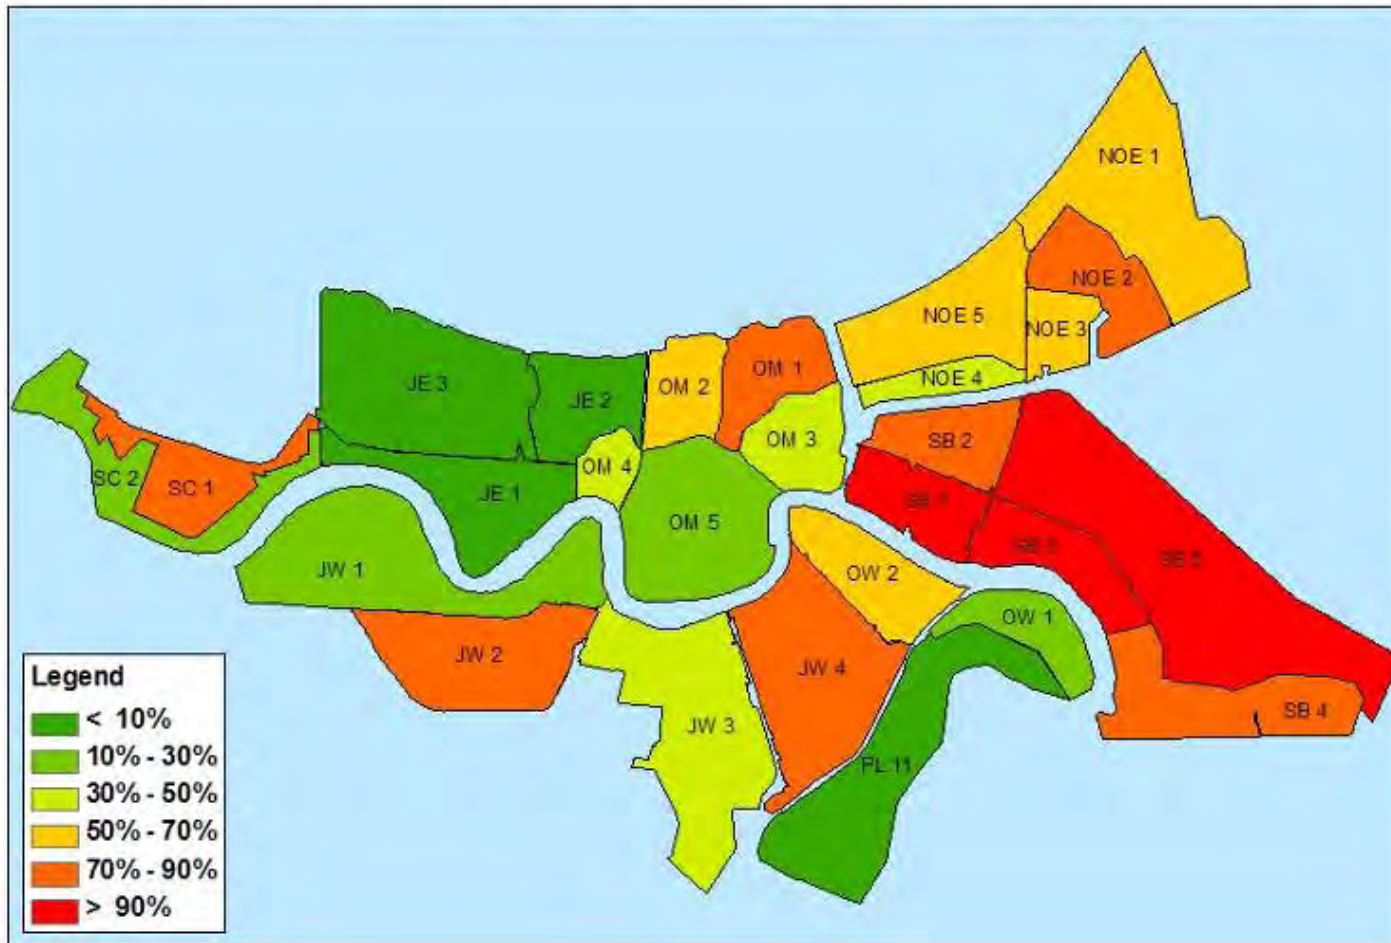 NOE 1
NOE 2
NOE 5
NOE 3
OM 1
JE 3
OM 2
NOE 4
JE 2
OM 3
SB 2
OM 4
SC 2
SC 1
JE 1
OM 5
JW 1
OW 2
OW 1
JW 2
JW 4
JW 3
SB 4
PL 11
Legend
< 10%
10% - 30%
30% - 50%
50% - 70%
70% - 90%
> 90%